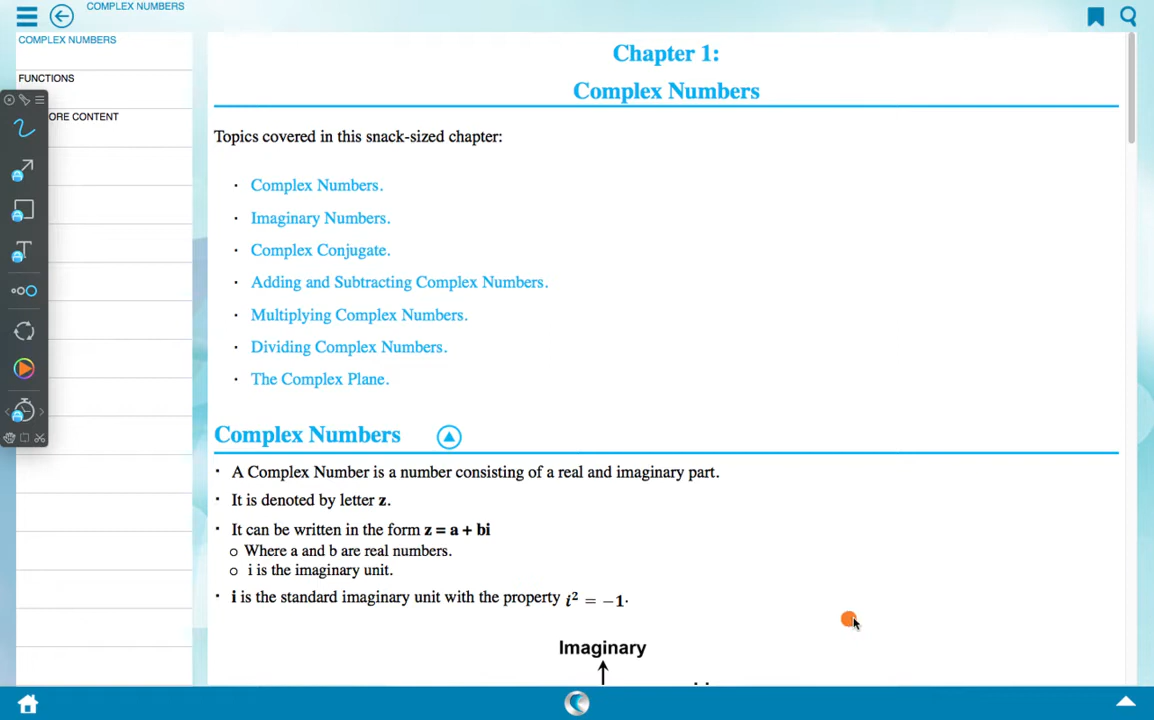 COMPLEX NUMBERS
COMPLEX NUMBERS
FUNCTIONS
ORE CONTENT
T
Chapter 1:
Complex Numbers
Topics covered in this snack-sized chapter:
· Complex Numbers.
· Imaginary Numbers.
· Complex Conjugate.
· Adding and Subtracting Complex Numbers.
· Multiplying Complex Numbers.
· Dividing Complex Numbers.
· The Complex Plane.
Complex Numbers
· A Complex Number is a number consisting of a real and imaginary part.
· It is denoted by letter z.
· It can be written in the form z = a + bi
o Where a and b are real numbers.
o i is the imaginary unit.
· i is the standard imaginary unit with the property i² = −1.
Imaginary